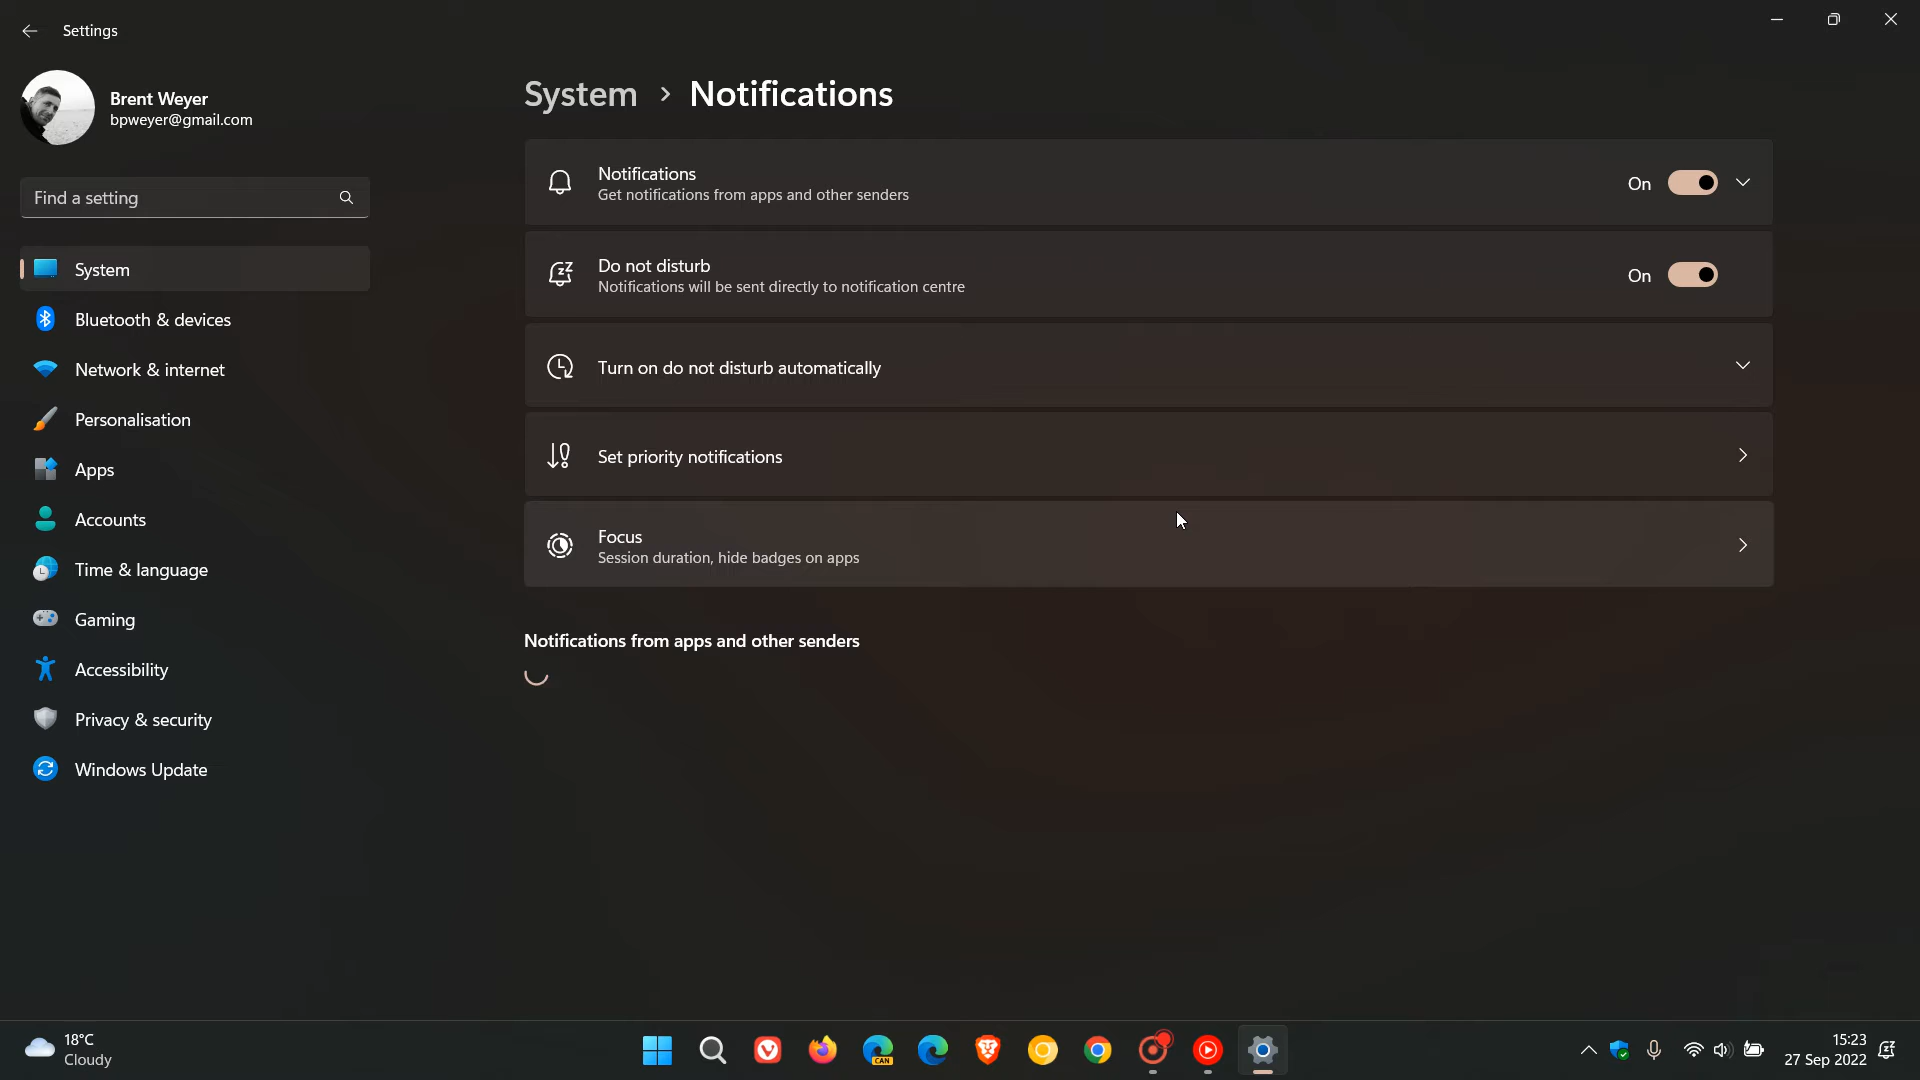 Settings
Brent Weyer
bpweyer@gmail.com
Find a setting
System
Bluetooth & devices
Network & internet
Personalisation
Apps
Accounts
Time & language
Gaming
Accessibility
Privacy & security
Windows Update
System > Notifications
Notifications
Get notifications from apps and other senders
On
Do not disturb
Notifications will be sent directly to notification centre
On
Turn on do not disturb automatically
Set priority notifications
Focus
Session duration, hide badges on apps
Notifications from apps and other senders
18°C
Cloudy
CAN
15:23
27 Sep 2022